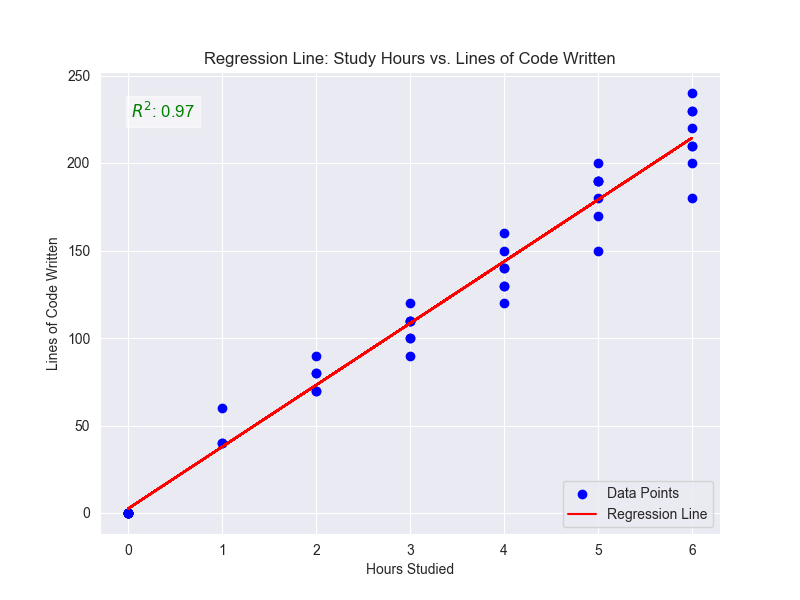 Regression Line: Study Hours vs. Lines of Code Written
250
R²: 0.97
200
150
100
50
0
Lines of Code Written
Data Points
Regression Line
0 1 2 3 4 5 6
Hours Studied